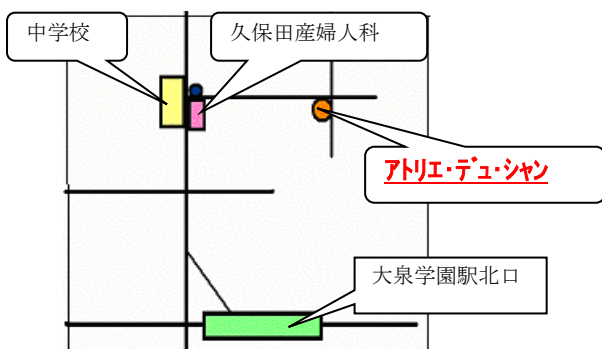 中学校
久保田産婦人科
アトリエ・デュ・シャン
大泉学園駅北口